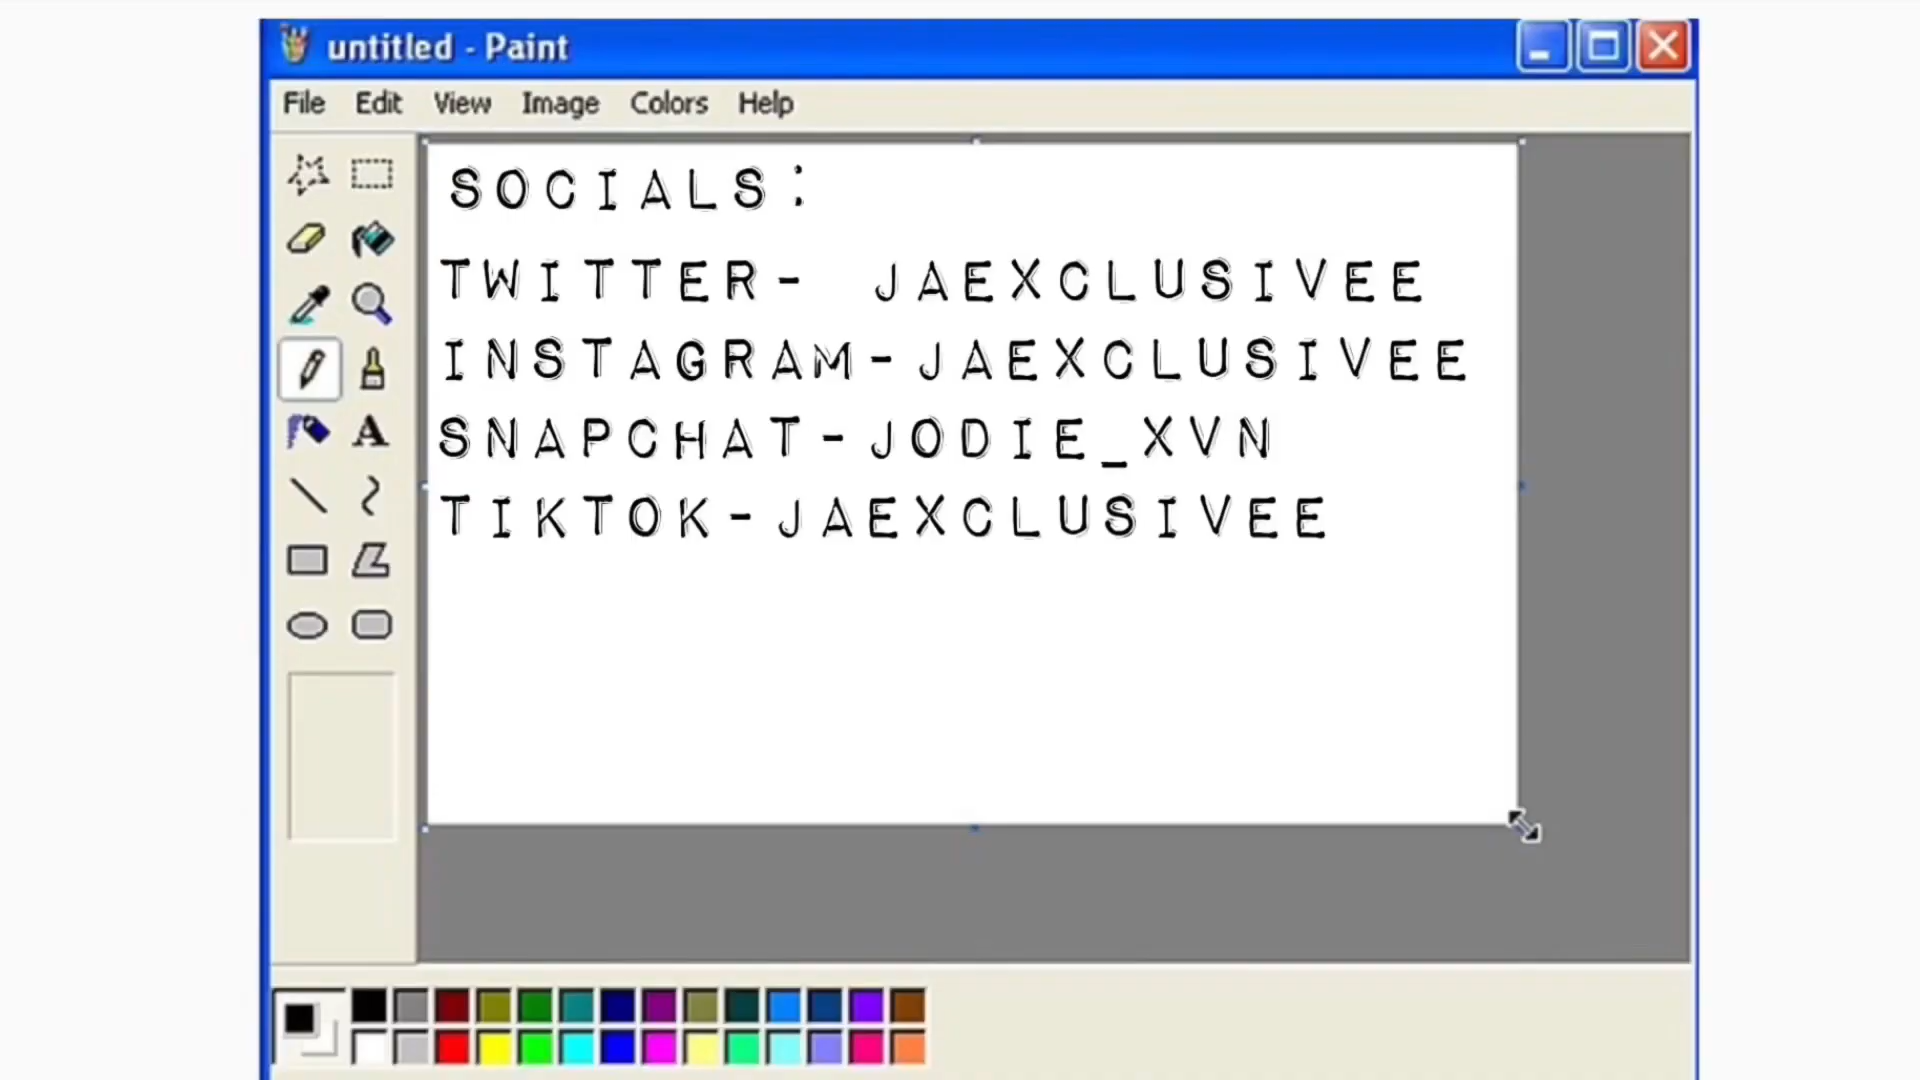 untitled - Paint
File Edit View Image Colors Help
SOCIALS:
TWITTER- JAEXCLUSIVEE
INSTAGRAM-JAEXCLUSIVEE
SNAPCHAT-JODIE_XVN
TIKTOK-JAEXCLUSIVEE
A